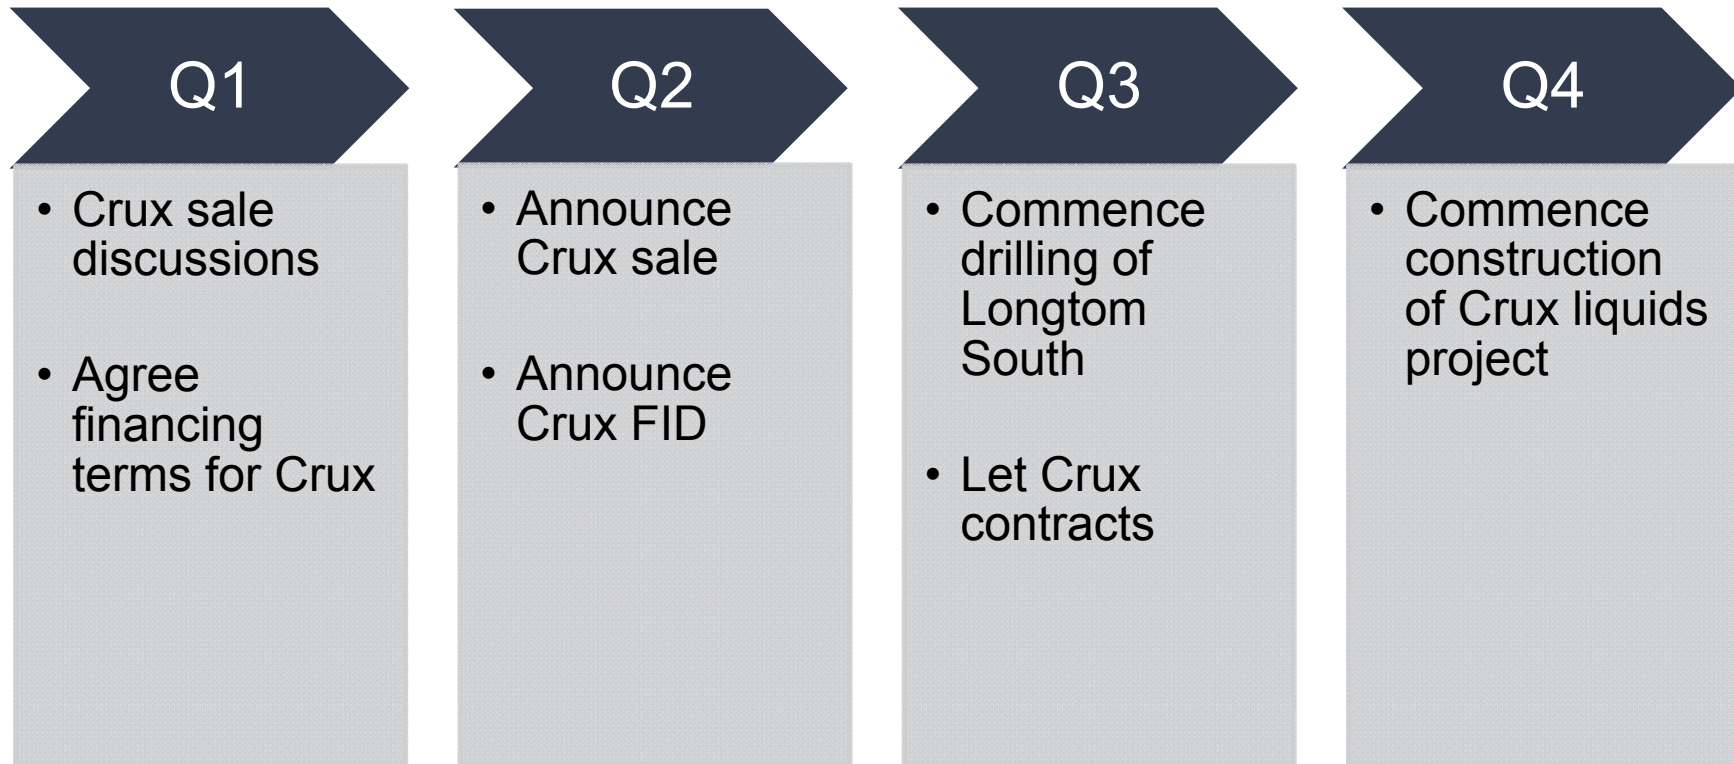 Q1
• Crux sale
discussions
• Agree
financing
terms for Crux
Q2
• Announce
Crux sale
• Announce
Crux FID
Q3
• Commence
drilling of
Longtom
South
• Let Crux
contracts
Q4
• Commence
construction
of Crux liquids
project